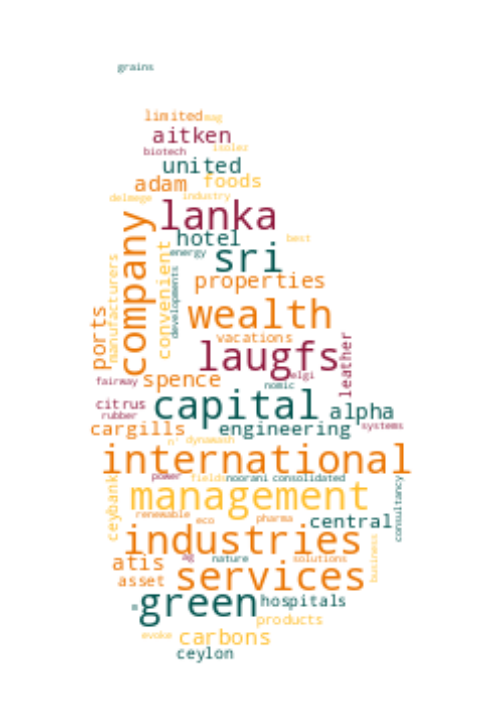 grains
limited
mag
aitken
biotech
isolez
united
adam
foods
delmege
industry
lanka
company
hotel
best
convenient
energy
sri
manufacturers
developments
properties
wealth
ports
vacations
laugfs
leather
fairway
spence
elgi
nomic
citrus
capital
alpha
rubber
cargills
engineering
systems
n'
dynawash
international
power
fields
noorani
consolidated
ceybank
management
consultancy
renewable
eco
pharma
central
industries
business
atis
ag
nature
solutions
asset
services
green
hospitals
products
evoke
carbons
ceylon